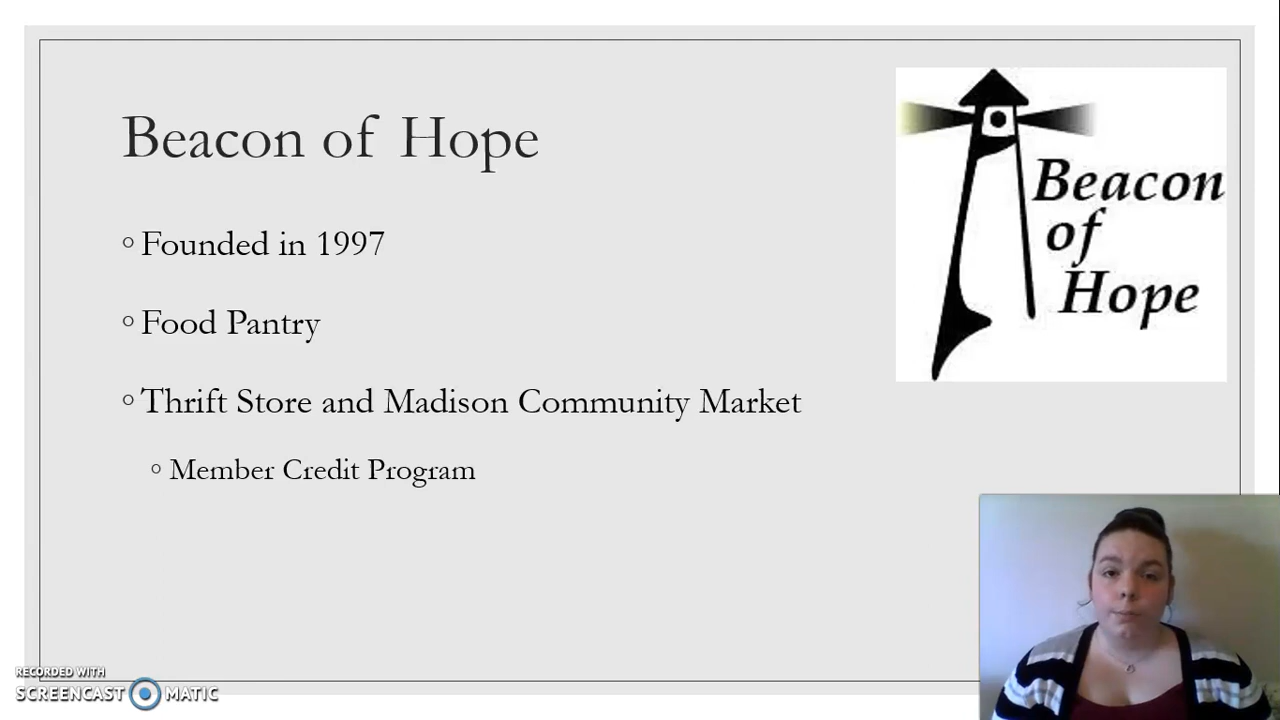 Beacon of Hope
Founded in 1997
Food Pantry
Thrift Store and Madison Community Market
Member Credit Program
Beacon
of
Hope
RECORDED WITH
SCREENCAST MATIC